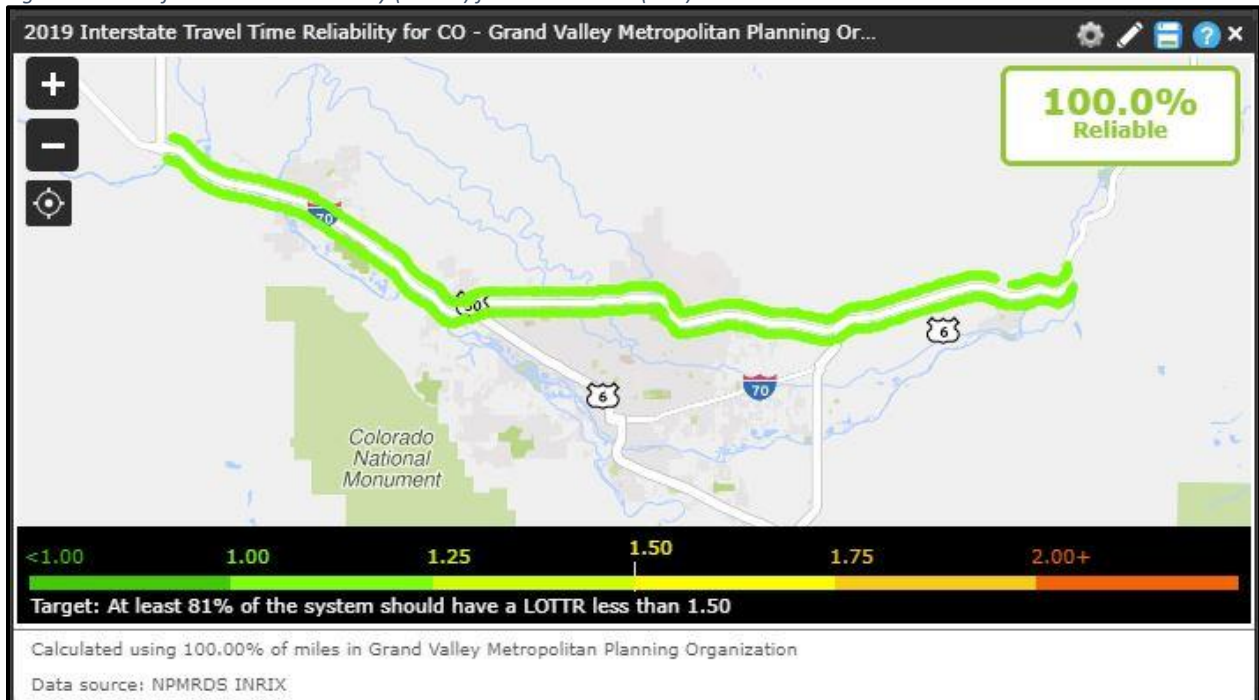 2019 Interstate Travel Time Reliability for CO - Grand Valley Metropolitan Planning Or...
100.0%
Reliable
70
6
6
70
Colorado
National
Monument
<1.00 1.00 1.25 1.50 1.75 2.00+
Target: At least 81% of the system should have a LOTTR less than 1.50
Calculated using 100.00% of miles in Grand Valley Metropolitan Planning Organization
Data source: NPMRDS INRIX